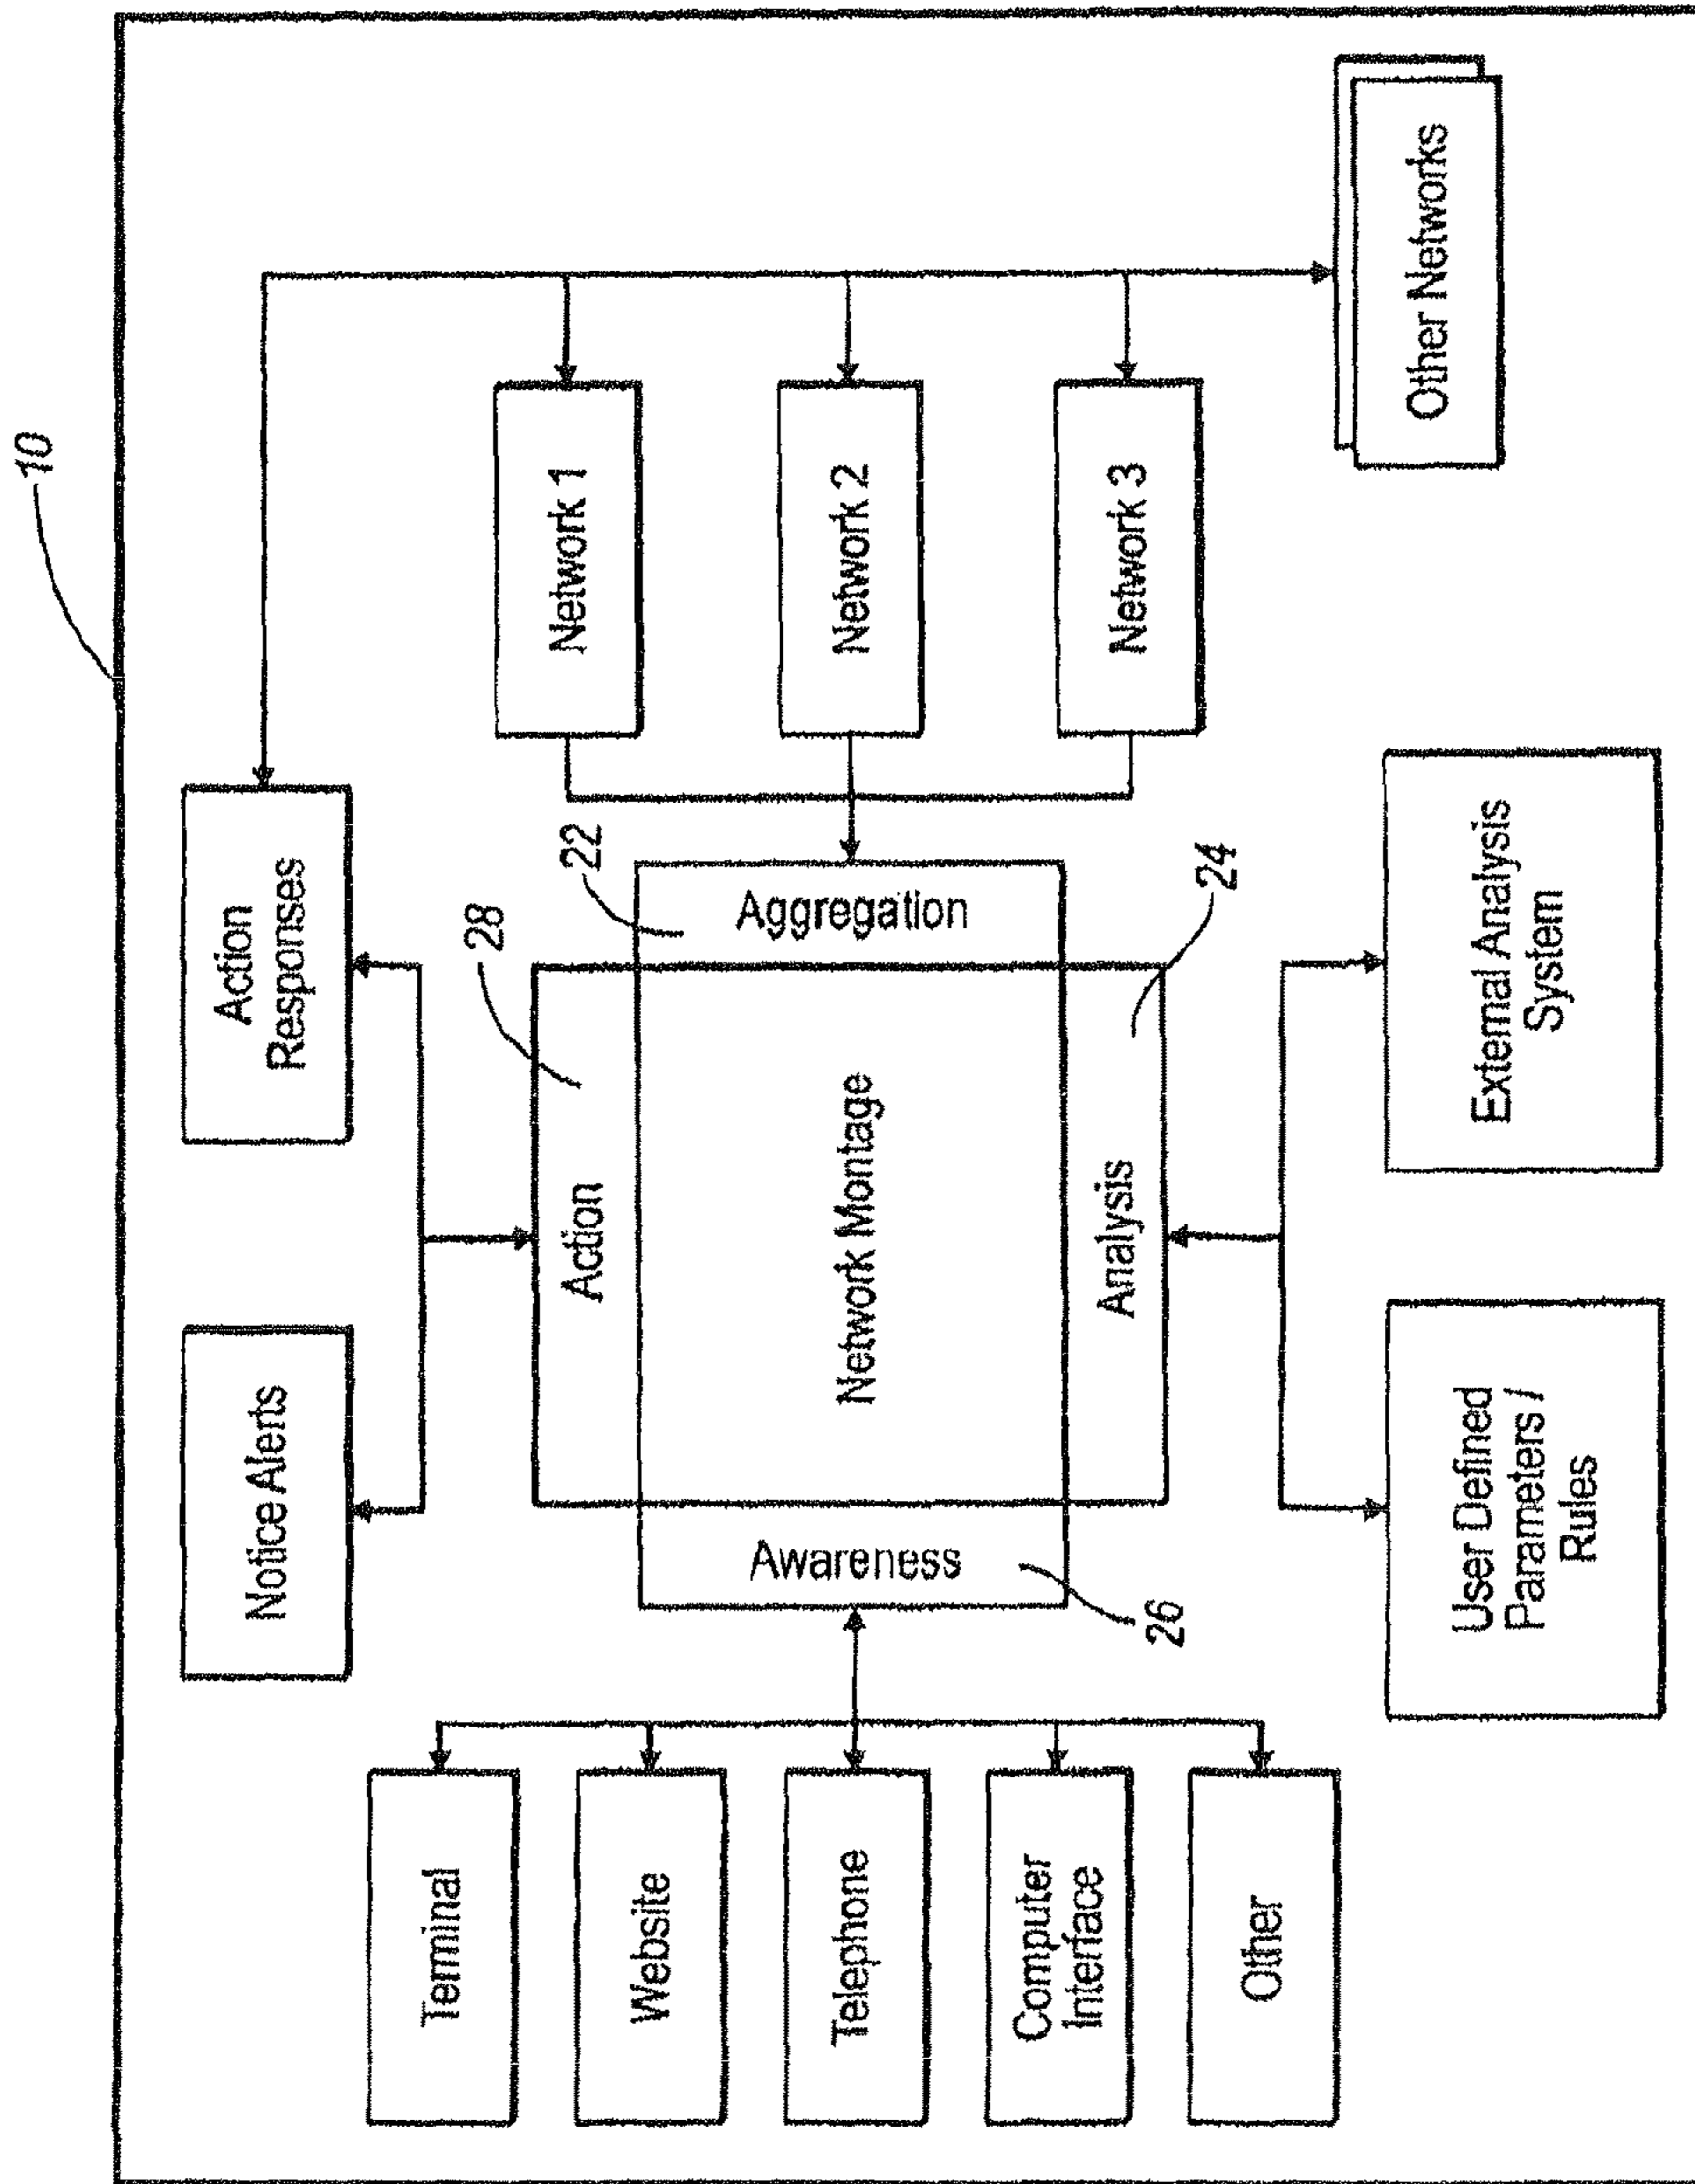 10
Notice Alerts
Action
Responses
Terminal
28
Action
22
Network 1
Website
Awareness
Aggregation
Telephone
Network Montage
Network 2
Computer
Interface
Analysis
Network 3
26
24
Other
Other Networks
User Defined
Parameters /
Rules
External Analysis
System